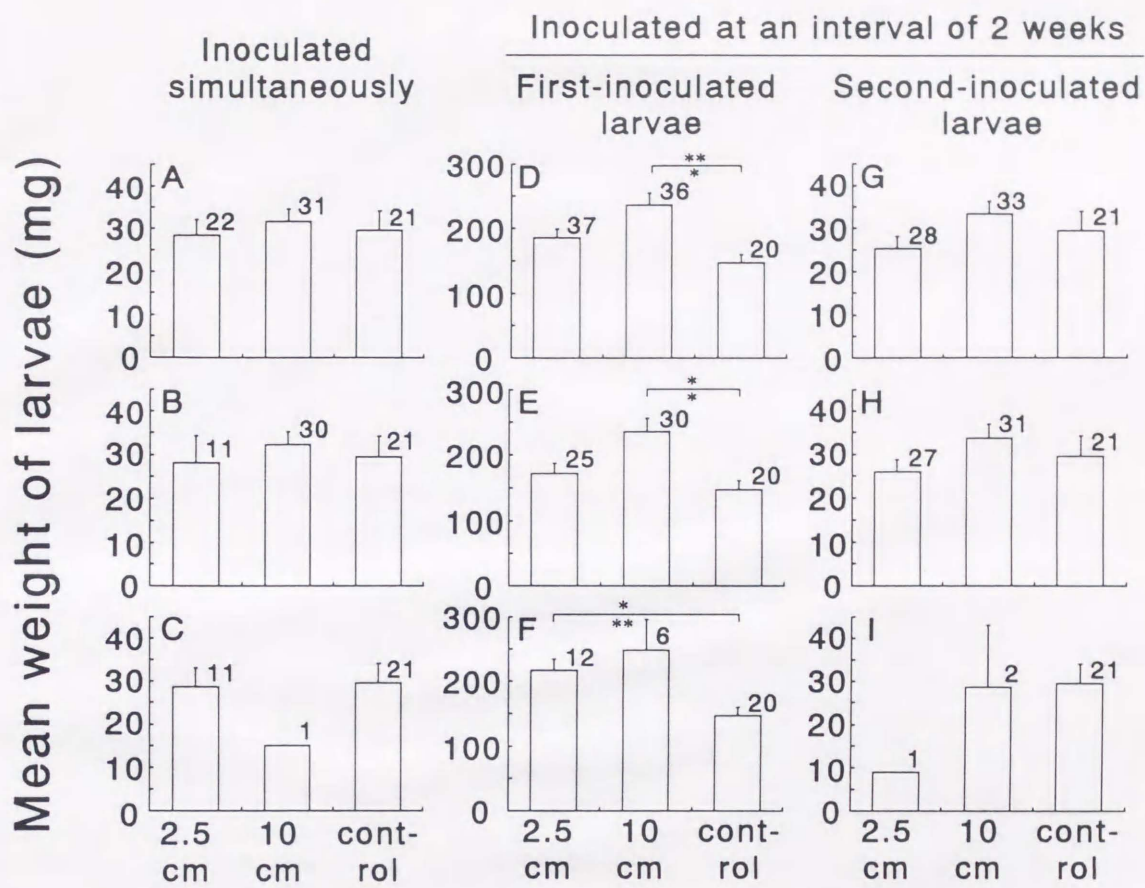 Inoculated at an interval of 2 weeks
Inoculated
simultaneously
First-inoculated
larvae
Second-inoculated
larvae
Mean weight of larvae (mg)
A
40
30
20
10
0
22
31
21
D
300
200
100
0
37
36
20
**
*
G
40
30
20
10
0
28
33
21
B
40
30
20
10
0
11
30
21
E
300
200
100
0
25
30
20
*
*
H
40
30
20
10
0
27
31
21
C
40
30
20
10
0
11
1
21
F
300
200
100
0
12
6
20
*
**
I
40
30
20
10
0
1
2
21
2.5
cm
10
cm
cont-
rol
2.5
cm
10
cm
cont-
rol
2.5
cm
10
cm
cont-
rol